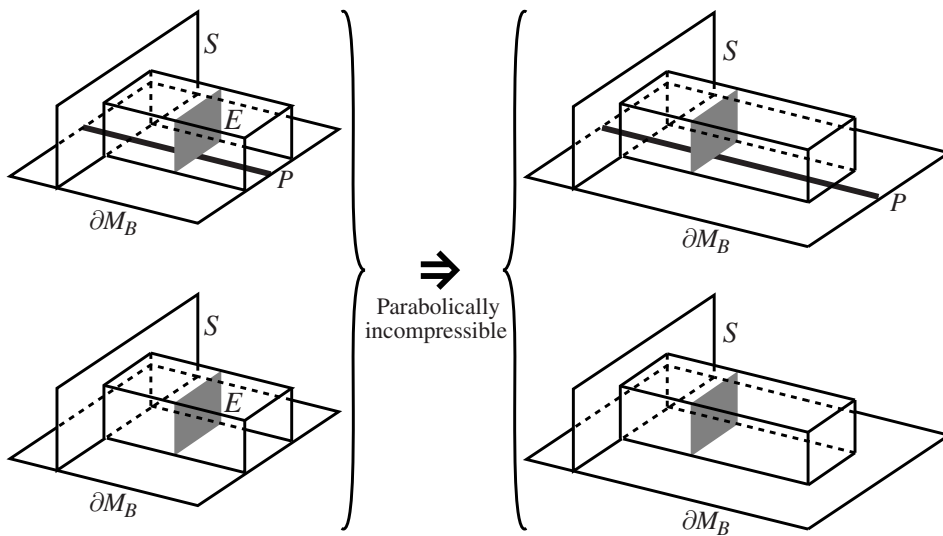 S
E
P
∂M_B
S
E
∂M_B
⇒
Parabolically
incompressible
S
P
∂M_B
S
∂M_B